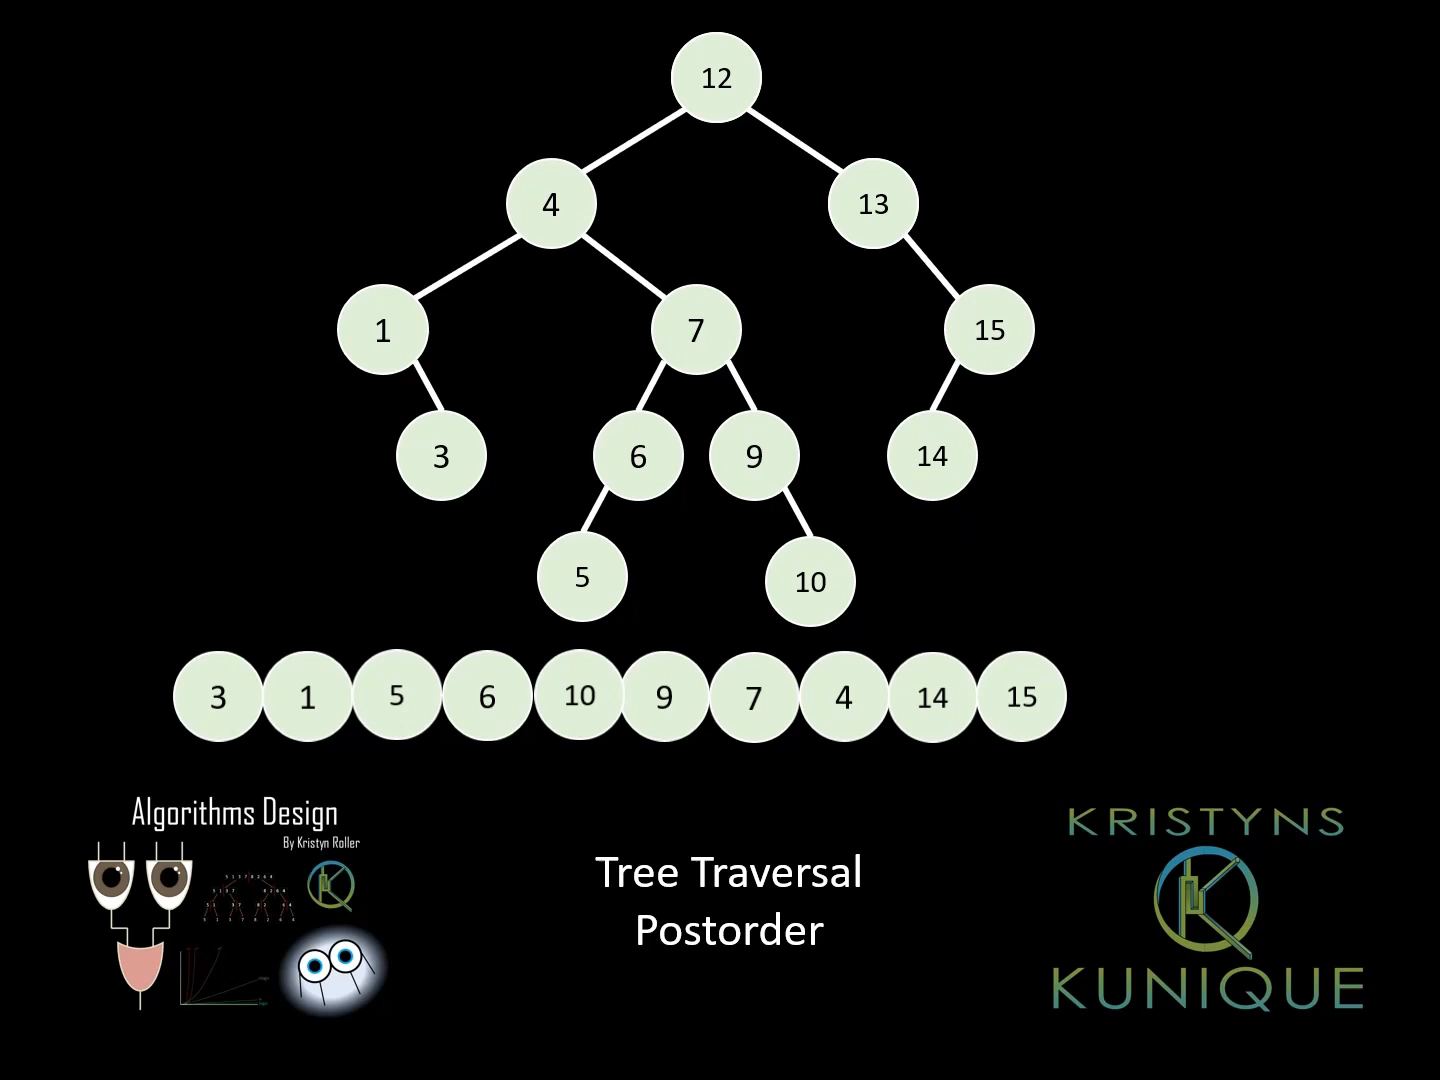 12
4 13
1 7 15
3 6 9 14
5 10
3 1 5 6 10 9 7 4 14 15
Algorithms Design
By Kristyn Roller
Tree Traversal
Postorder
KRISTYNS
KUNIQUE